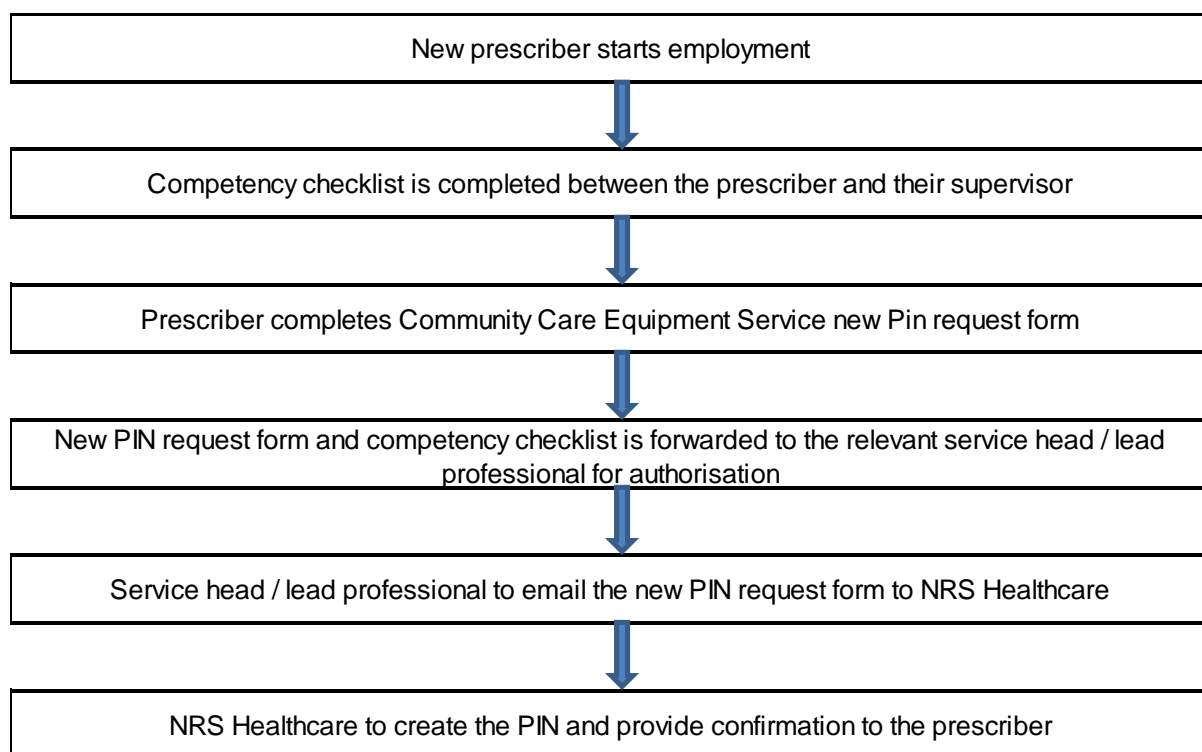 New prescriber starts employment
Competency checklist is completed between the prescriber and their supervisor
Prescriber completes Community Care Equipment Service new Pin request form
New PIN request form and competency checklist is forwarded to the relevant service head / lead
professional for authorisation
Service head / lead professional to email the new PIN request form to NRS Healthcare
NRS Healthcare to create the PIN and provide confirmation to the prescriber